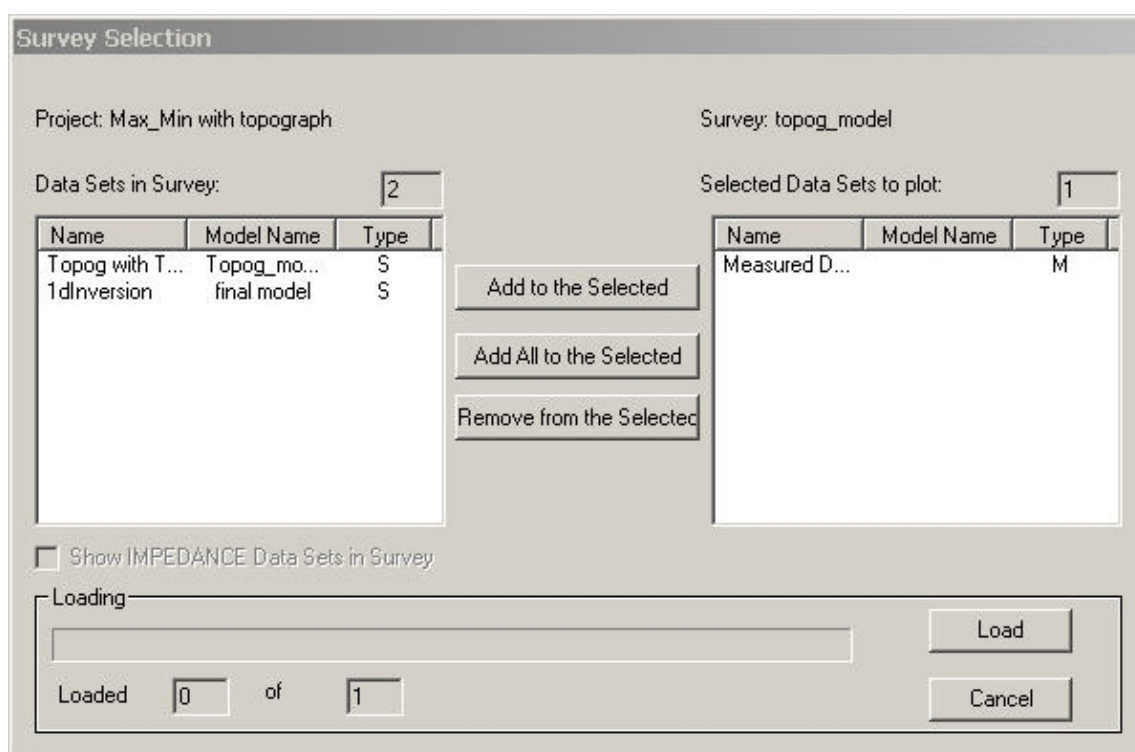 Survey Selection
Project: Max_Min with topograph
Survey: topog_model
Data Sets in Survey: 2
Selected Data Sets to plot: 1
Name Model Name Type
Topog with T... Topog_mo... S
1dInversion final model S
Add to the Selected
Add All to the Selected
Remove from the Selected
Name Model Name Type
Measured D... M
Show IMPEDANCE Data Sets in Survey
Loading
Load
Loaded 0 of 1
Cancel